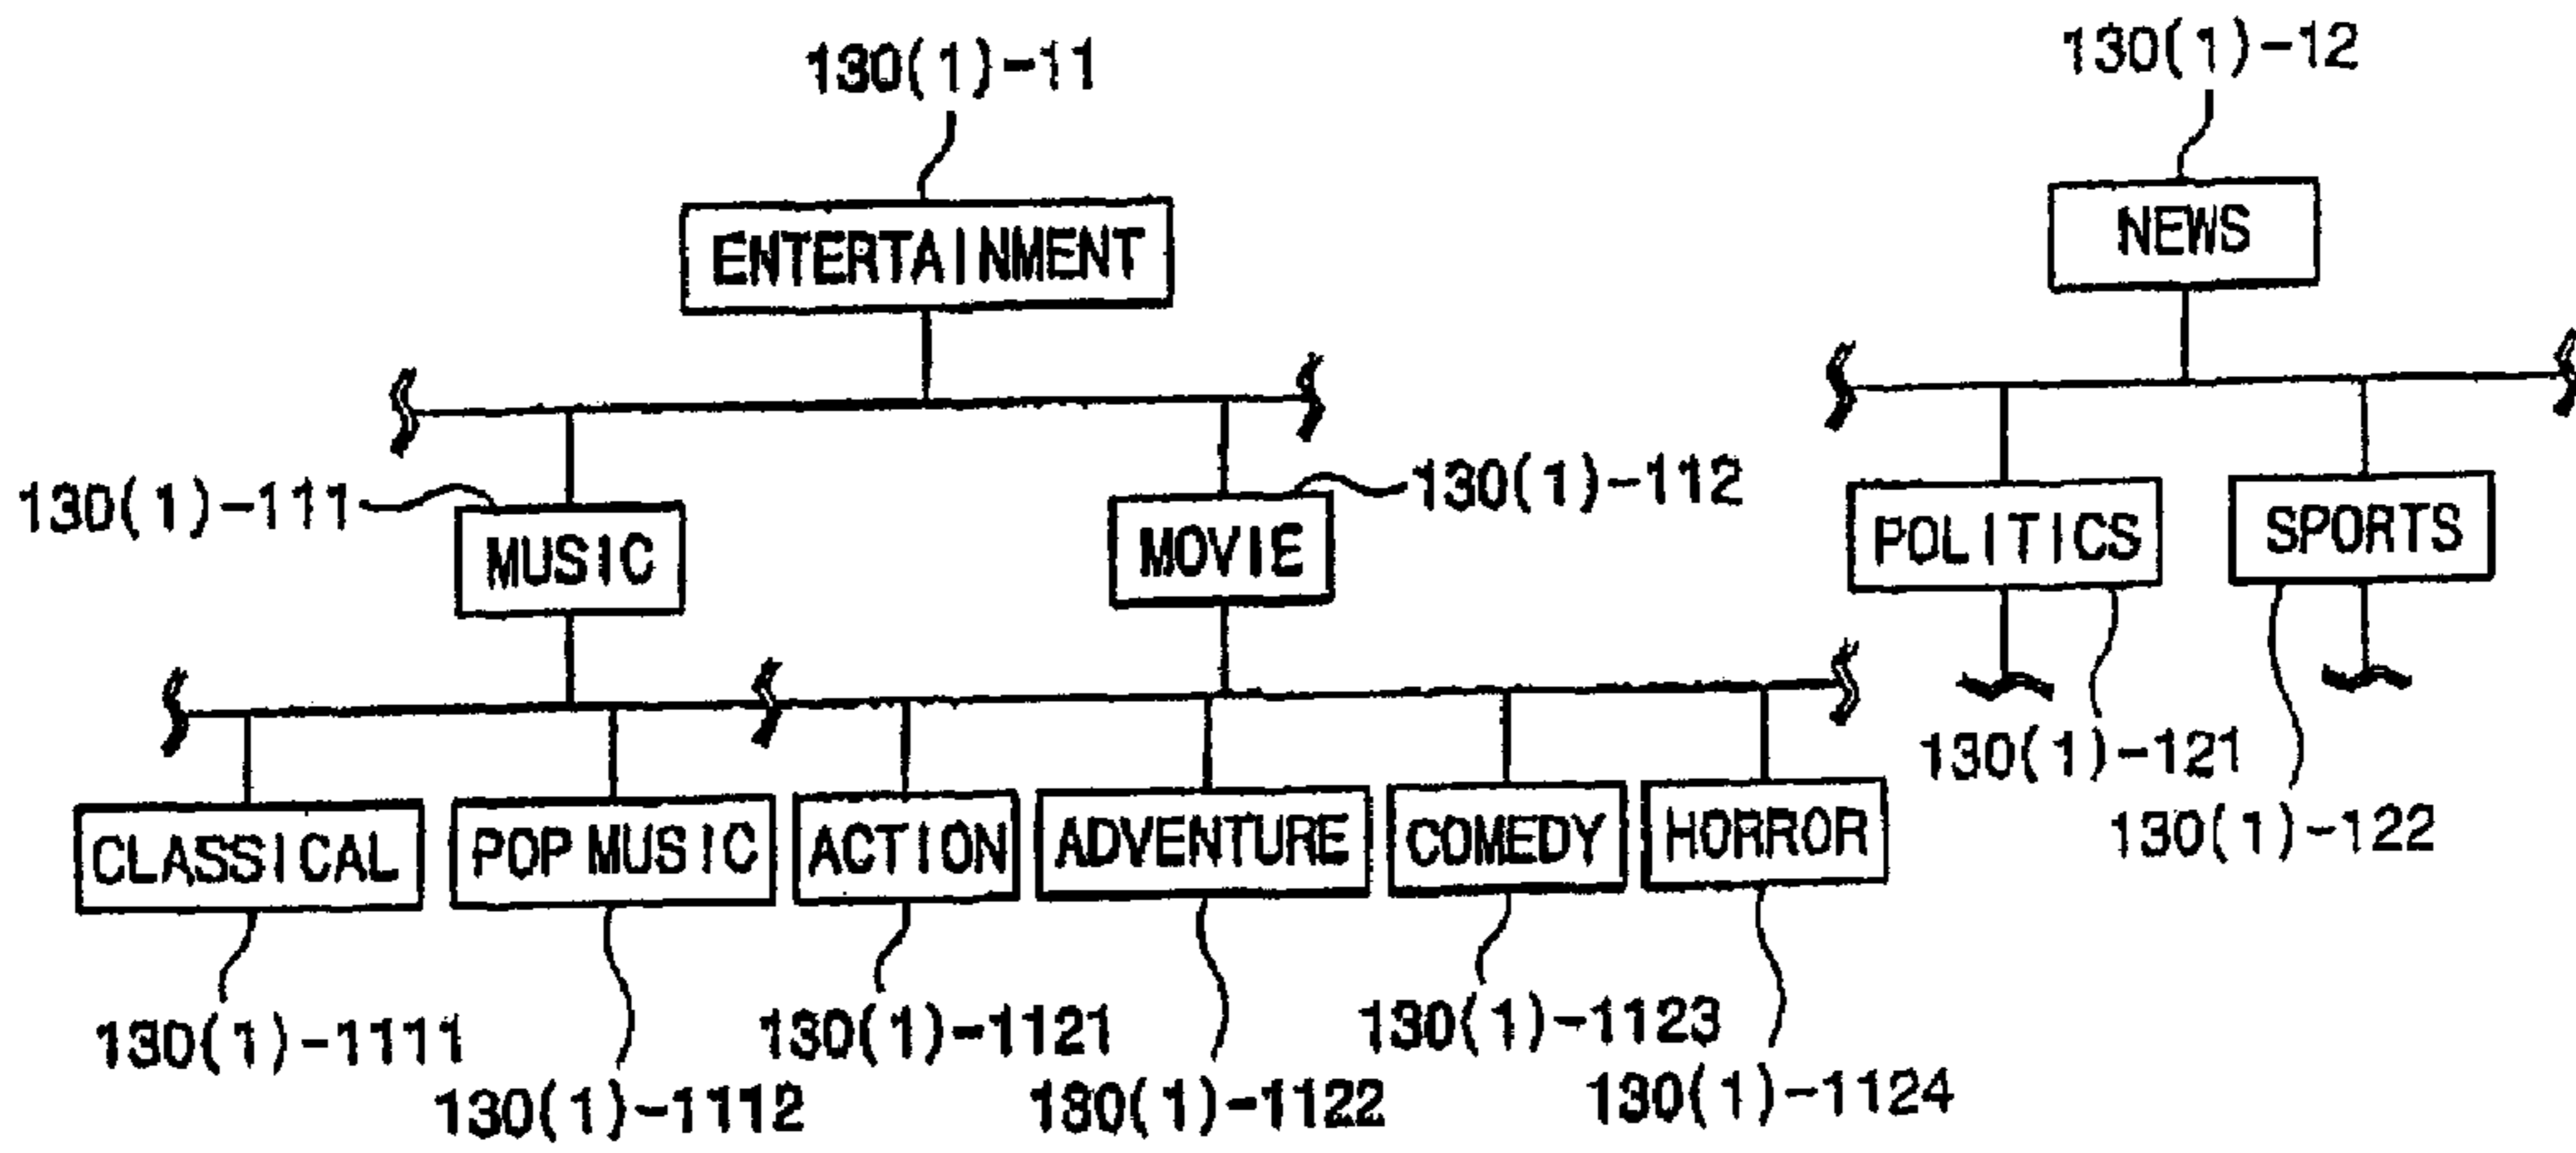 130(1)-11
130(1)-12
ENTERTAINMENT
NEWS
130(1)-111
MUSIC
MOVIE
130(1)-112
POLITICS
SPORTS
130(1)-121
130(1)-122
CLASSICAL
POP MUSIC
ACTION
ADVENTURE
COMEDY
HORROR
130(1)-1111
130(1)-1112
130(1)-1121
130(1)-1122
130(1)-1123
130(1)-1124